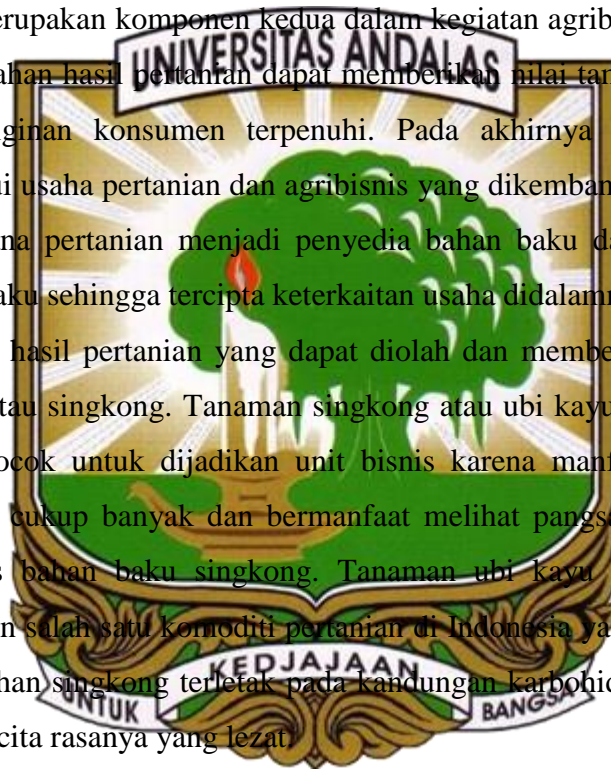 erupakan komponen kedua dalam kegiatan agrib
UNIVERSITAS ANDALAS
ahan hasil pertanian dapat memberikan nilai tan
ginan konsumen terpenuhi. Pada akhirnya
ui usaha pertanian dan agribisnis yang dikemban
na pertanian menjadi penyedia bahan baku da
aku sehingga tercipta keterkaitan usaha didalamn
hasil pertanian yang dapat diolah dan membe
tau singkong. Tanaman singkong atau ubi kayu
ocok untuk dijadikan unit bisnis karena manf
cukup banyak dan bermanfaat melihat pangs
s bahan baku singkong. Tanaman ubi kayu
n salah satu komoditi pertanian di Indonesia ya
han singkong terletak pada kandungan karbohid
UNTUK KEDJAJAAN BANGSA
cita rasanya yang lezat.